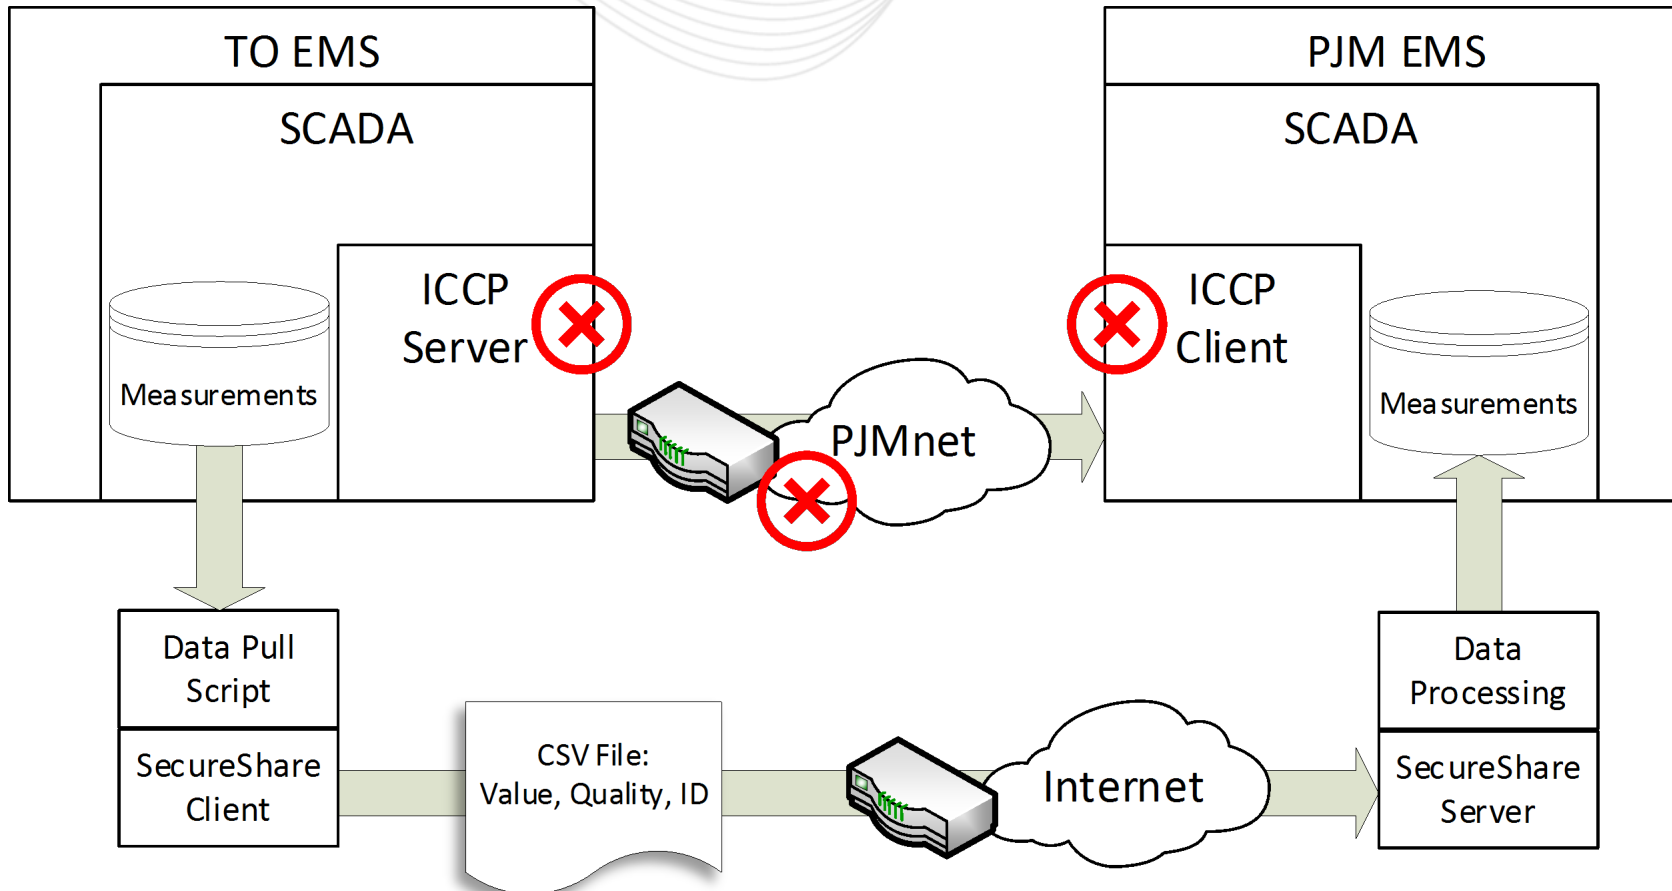 TO EMS
SCADA
ICCP
Server
Measurements
PJM EMS
SCADA
ICCP
Client
Measurements
PJMnet
Data Pull
Script
SecureShare
Client
CSV File:
Value, Quality, ID
Internet
Data
Processing
SecureShare
Server